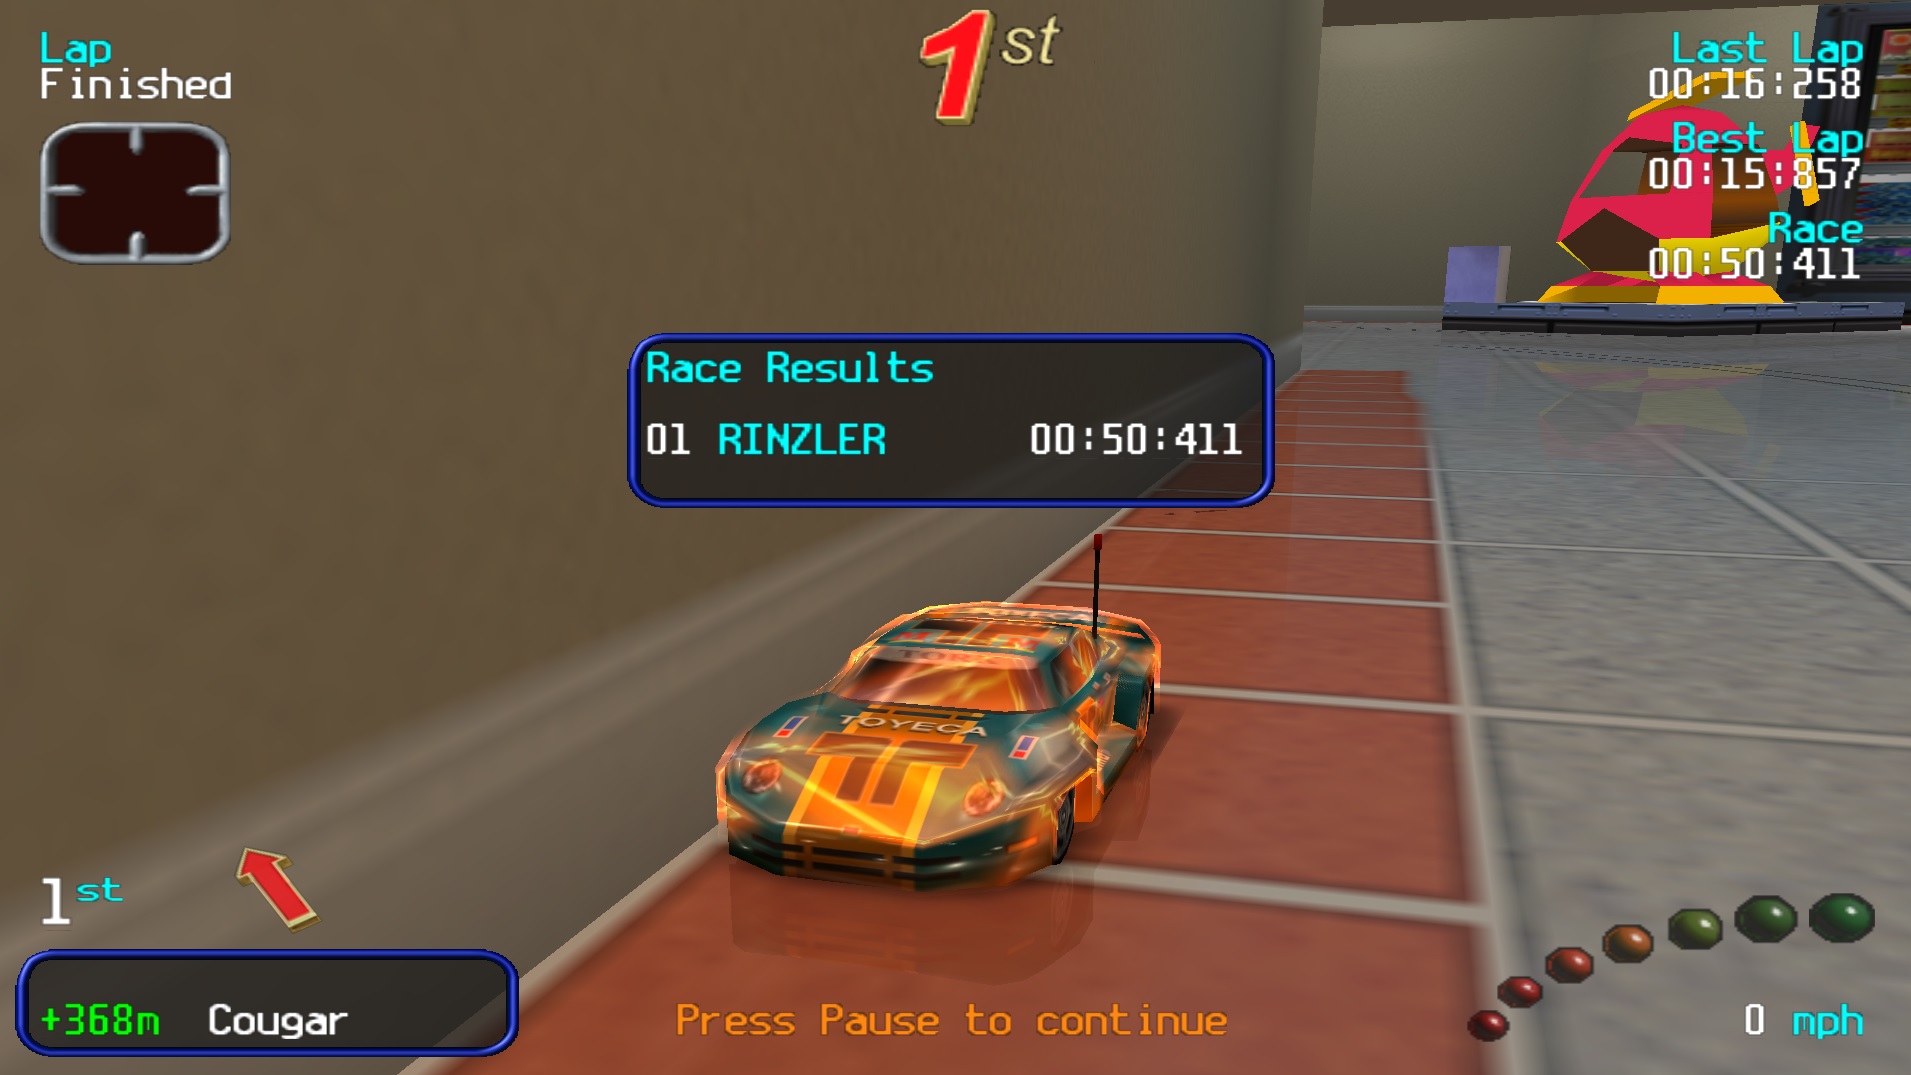 Lap
Finished
1st
Last Lap
00:16:258
Best Lap
00:15:857
Race
00:50:411
Race Results
01 RINZLER 00:50:411
TOYECA
1st
+368m Cougar
Press Pause to continue
0 mph